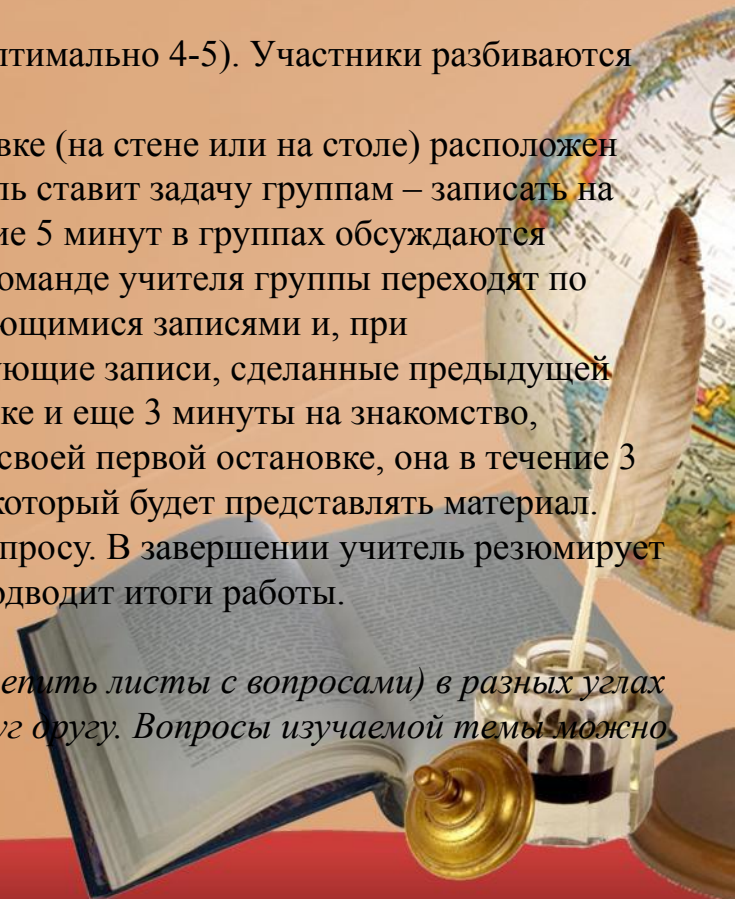 тимально 4-5). Участники разбиваются
вке (на стене или на столе) расположен
ль ставит задачу группам – записать на
ие 5 минут в группах обсуждаются
оманде учителя группы переходят по
ющимися записями и, при
ующие записи, сделанные предыдущей
ке и еще 3 минуты на знакомство,
своей первой остановке, она в течение 3
который будет представлять материал.
просу. В завершении учитель резюмирует
одводит итоги работы.
епить листы с вопросами) в разных углах
уг другу. Вопросы изучаемой темы можно